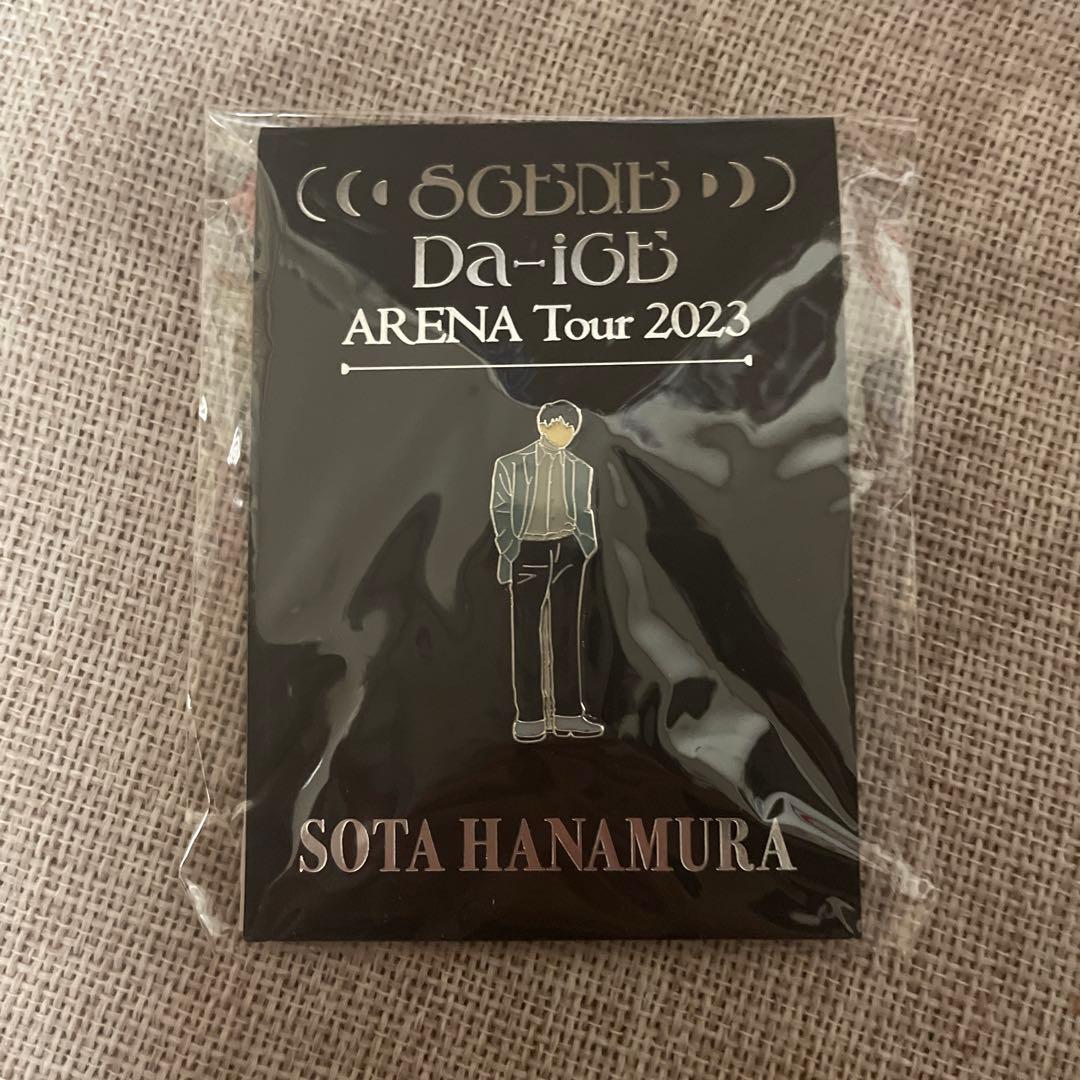 SCENE
Da-iCE
ARENA Tour 2023
SOTA HANAMURA